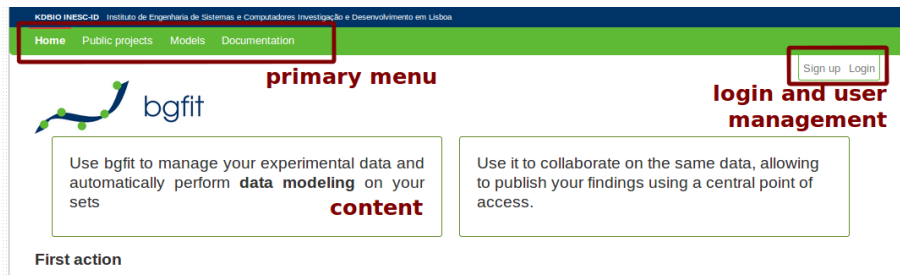 KDBIO INESC-ID Instituto de Engenharia de Sistemas e Computadores Investigação e Desenvolvimento em Lisboa
Home Public projects Models Documentation
primary menu
Sign up Login
login and user
management
bgfit
Use bgfit to manage your experimental data and
automatically perform data modeling on your
sets
content
Use it to collaborate on the same data, allowing
to publish your findings using a central point of
access.
First action